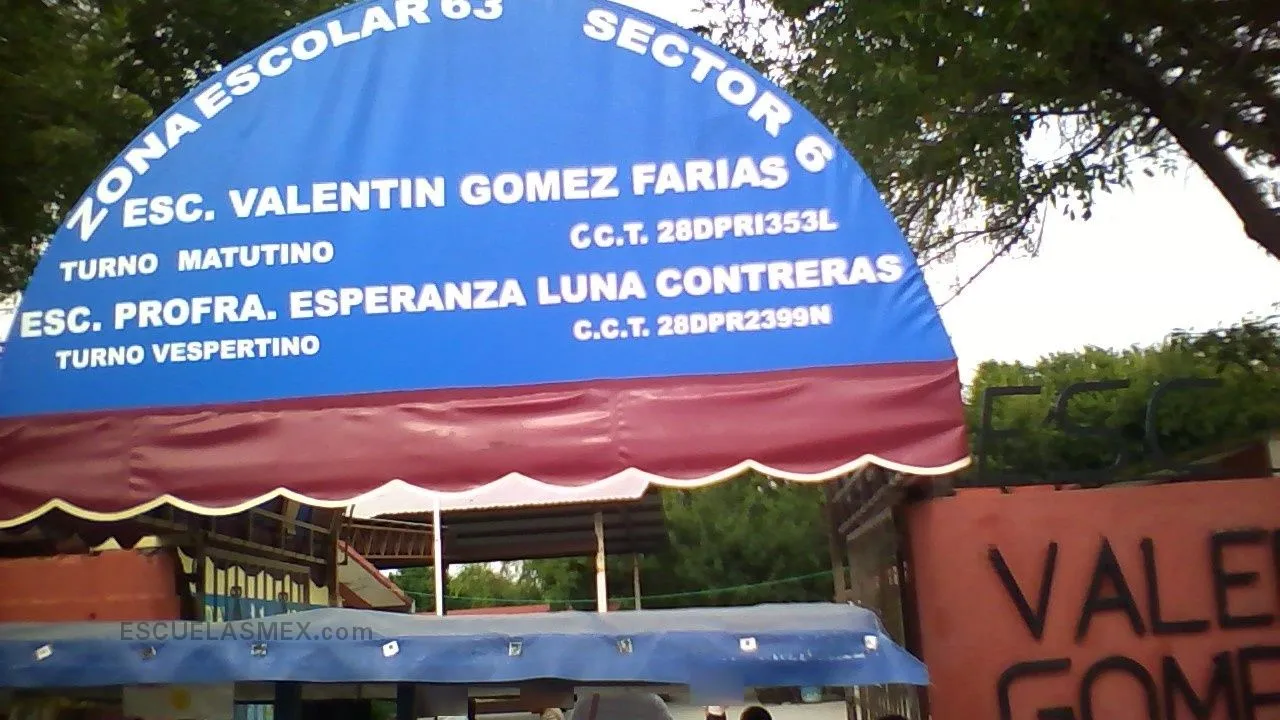 ZONA ESCOLAR 63 SECTOR 6
ESC. VALENTIN GOMEZ FARIAS
TURNO MATUTINO C.C.T. 28DPRI353L
ESC. PROFRA. ESPERANZA LUNA CONTRERAS
TURNO VESPERTINO C.C.T. 28DPR2399N
ESC
VALE
GOME
ESCUELASMEX.com